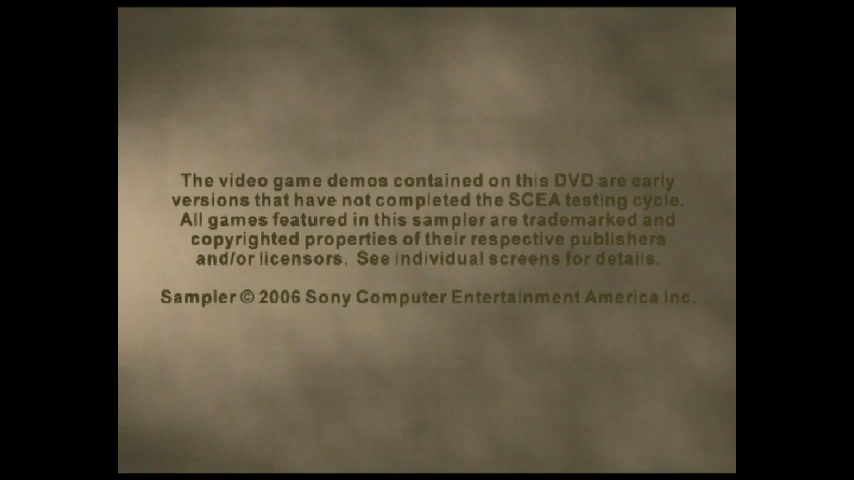 The video game demos contained on this DVD are early
versions that have not completed the SCEA testing cycle.
All games featured in this sampler are trademarked and
copyrighted properties of their respective publishers
and/or licensors. See individual screens for details.
Sampler © 2006 Sony Computer Entertainment America Inc.